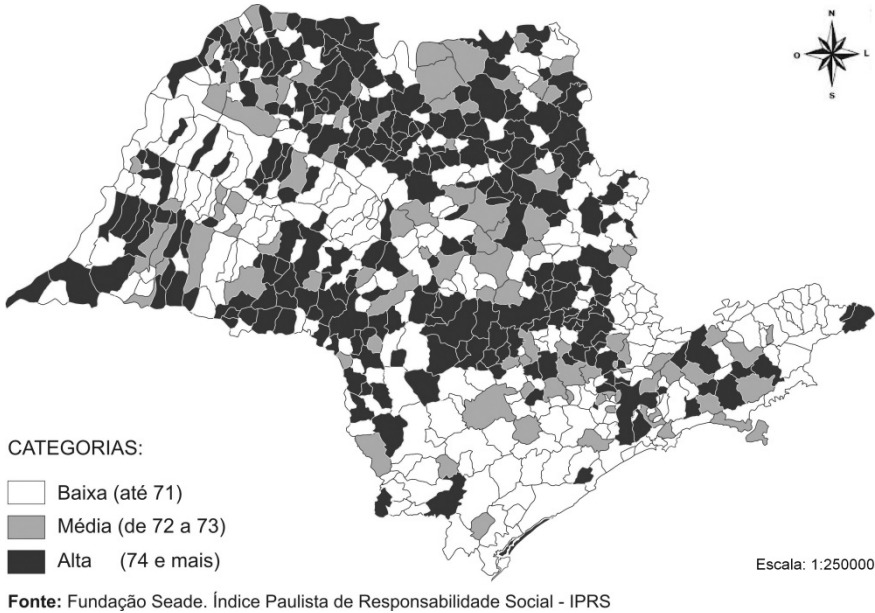 N
O L
S
CATEGORIAS:
Baixa (até 71)
Média (de 72 a 73)
Alta (74 e mais)
Escala: 1:250000
Fonte: Fundação Seade. Índice Paulista de Responsabilidade Social - IPRS